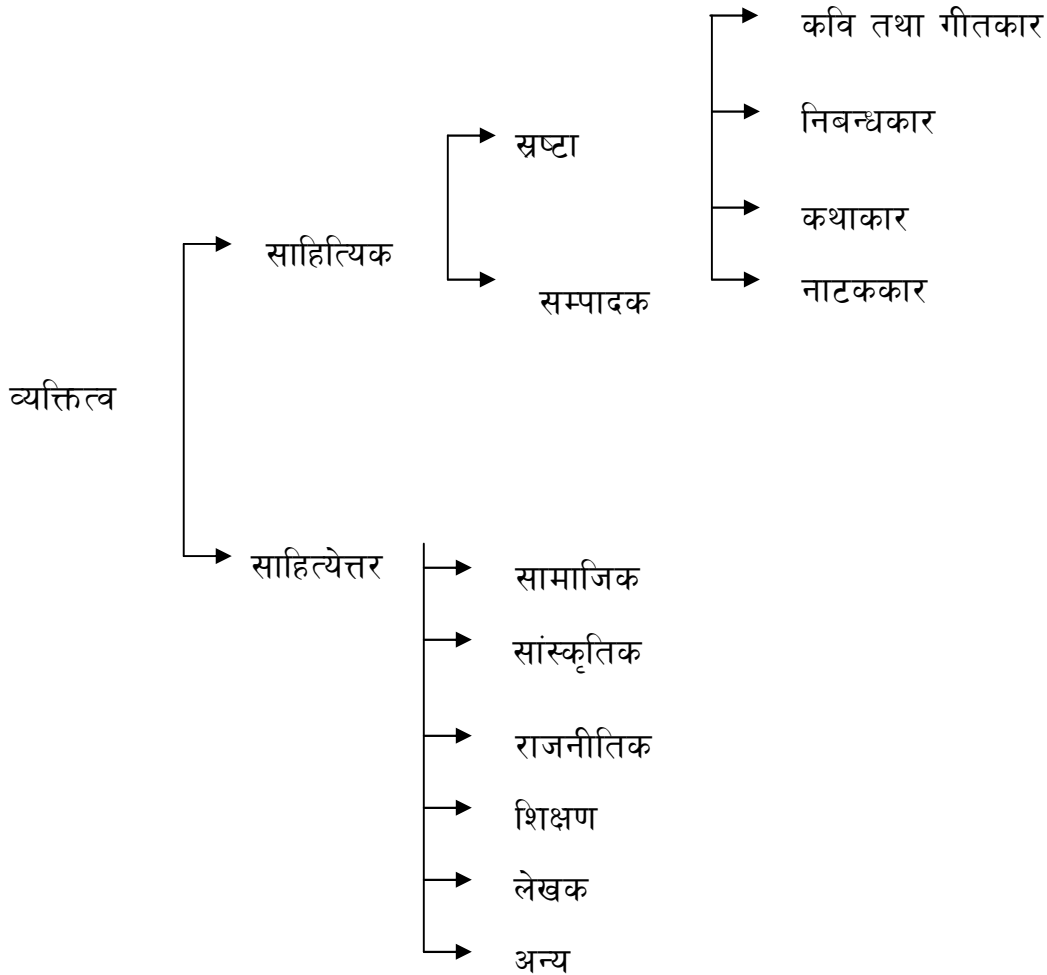 कवि तथा गीतकार
निबन्धकार
स्रष्टा
कथाकार
साहित्यिक
सम्पादक
नाटककार
व्यक्तित्व
साहित्येत्तर
सामाजिक
सांस्कृतिक
राजनीतिक
शिक्षण
लेखक
अन्य